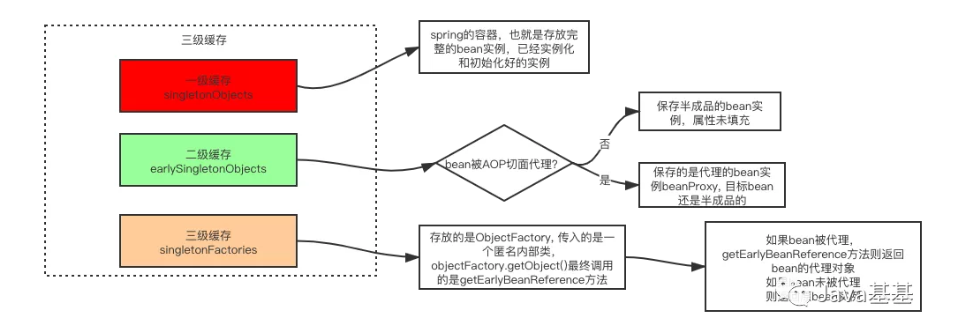 三级缓存
一级缓存
singletonObjects
spring的容器，也就是存放完
整的bean实例，已经实例化
和初始化好的实例
二级缓存
earlySingletonObjects
bean被AOP切面代理?
否
是
保存半成品的bean实
例，属性未填充
保存的是代理的bean实
例beanProxy, 目标bean
还是半成品的
三级缓存
singletonFactories
存放的是ObjectFactory, 传入的是一
个匿名内部类，
objectFactory.getObject()最终调用
的是getEarlyBeanReference方法
如果bean被代理，
getEarlyBeanReference方法则返回
bean的代理对象
如 bean未被代理
则 bean
Java基基